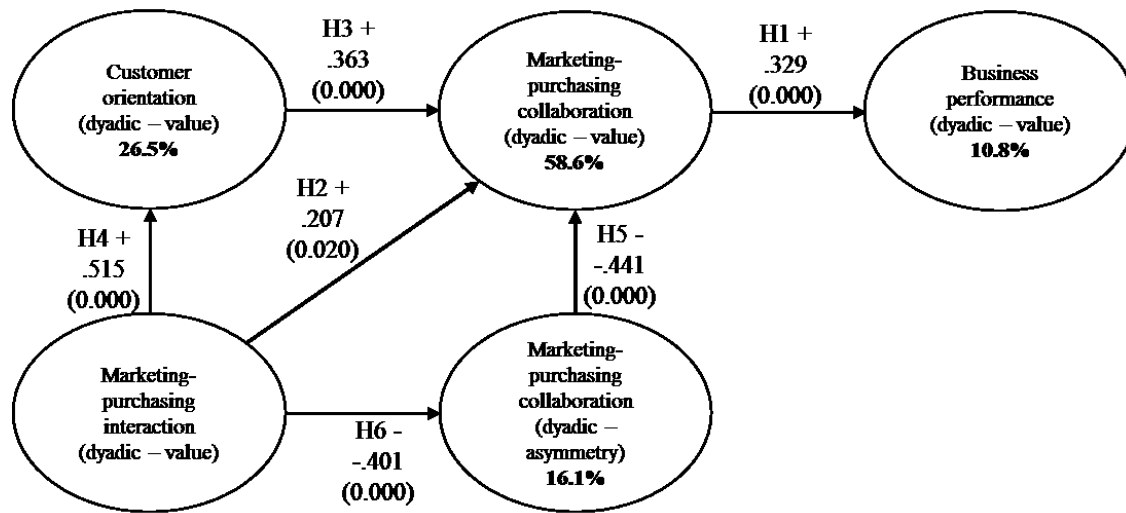 Customer
orientation
(dyadic – value)
26.5%
H3 +
.363
(0.000)
Marketing-
purchasing
collaboration
(dyadic – value)
58.6%
H1 +
.329
(0.000)
Business
performance
(dyadic – value)
10.8%
H4 +
.515
(0.000)
H2 +
.207
(0.020)
H5 -
-.441
(0.000)
Marketing-
purchasing
interaction
(dyadic – value)
H6 -
-.401
(0.000)
Marketing-
purchasing
collaboration
(dyadic –
asymmetry)
16.1%